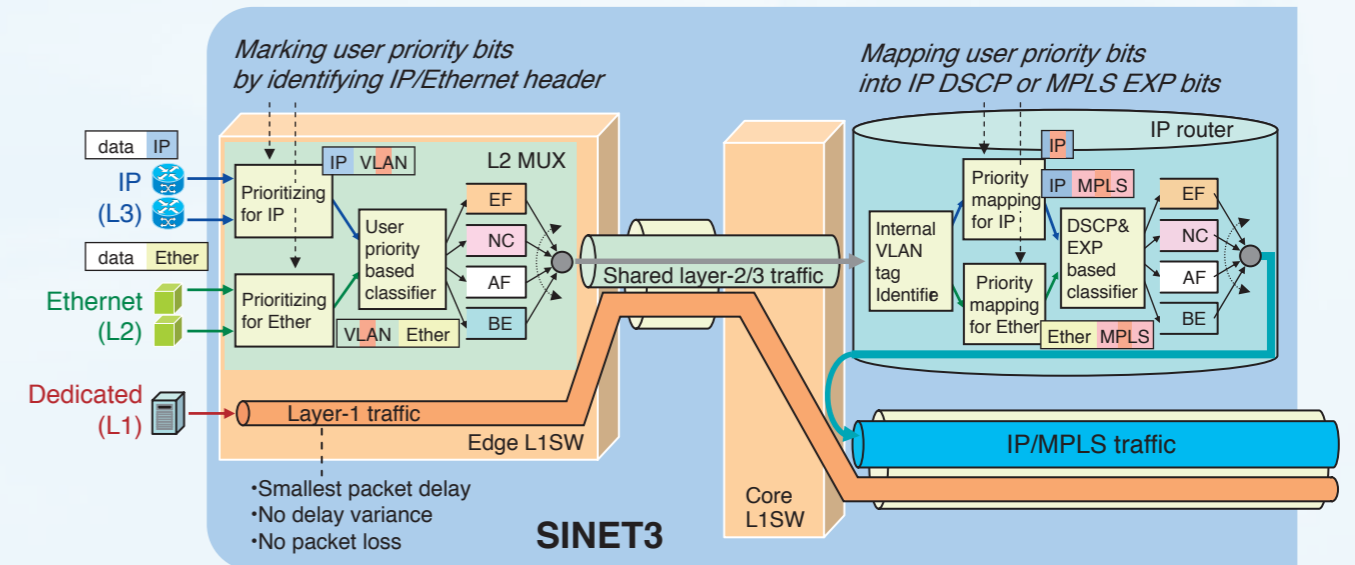 Marking user priority bits
by identifying IP/Ethernet header
Mapping user priority bits
into IP DSCP or MPLS EXP bits
data IP
IP
(L3)
data Ether
Ethernet
(L2)
Dedicated
(L1)
Prioritizing
for IP
IP VLAN
L2 MUX
User
priority
based
classifier
Prioritizing
for Ether
VLAN Ether
EF
NC
AF
BE
Layer-1 traffic
Edge L1SW
•Smallest packet delay
•No delay variance
•No packet loss
SINET3
Shared layer-2/3 traffic
Core
L1SW
IP router
Internal
VLAN
tag
Identifie
Priority
mapping
for IP
IP
IP MPLS
Priority
mapping
for Ether
Ether MPLS
DSCP&
EXP
based
classifier
EF
NC
AF
BE
IP/MPLS traffic